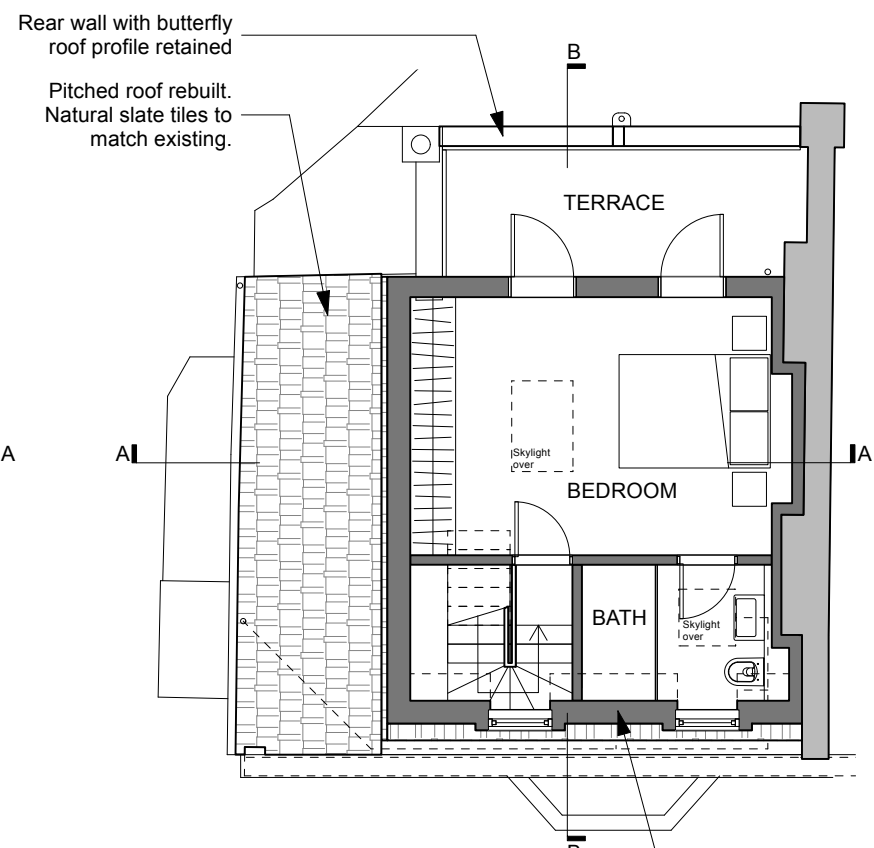 Rear wall with butterfly
roof profile retained
B
Pitched roof rebuilt.
Natural slate tiles to
match existing.
TERRACE
A
A
A
Skylight
over
BEDROOM
BATH
Skylight
over
B